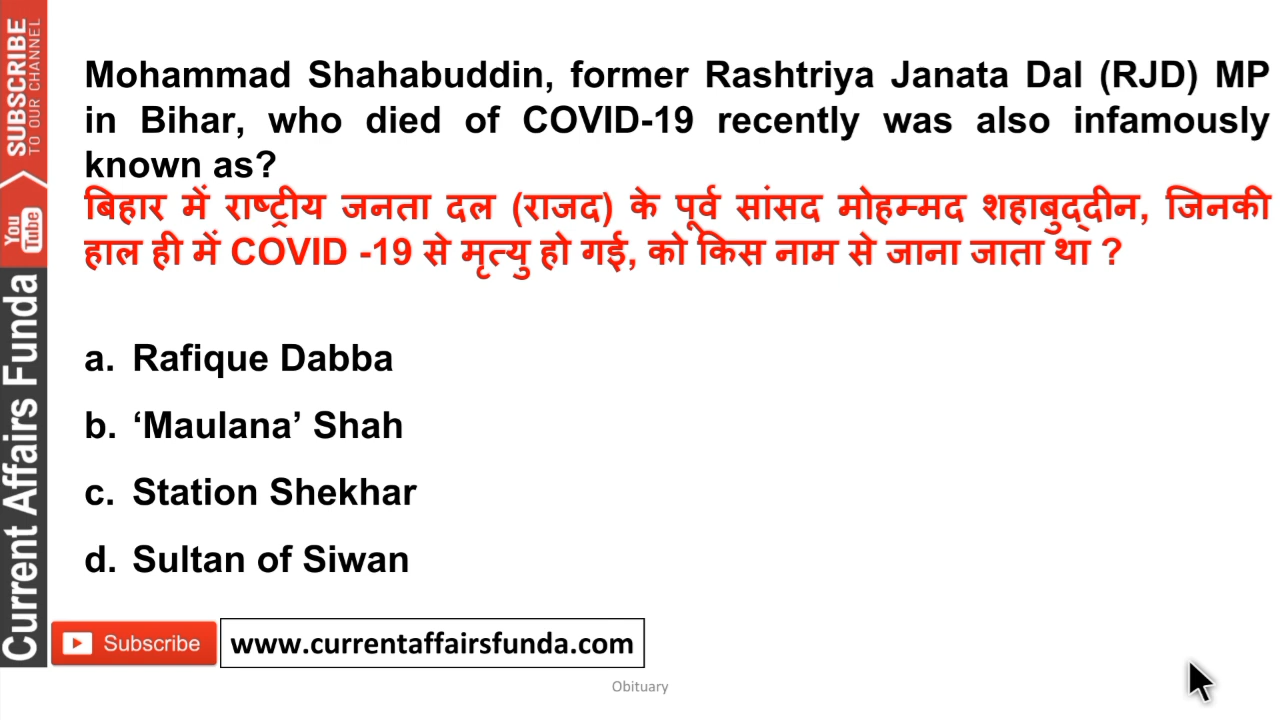 SUBSCRIBE
TO OUR CHANNEL
You
Tube
Current Affairs Funda
Mohammad Shahabuddin, former Rashtriya Janata Dal (RJD) MP
in Bihar, who died of COVID-19 recently was also infamously
known as?
बिहार में राष्ट्रीय जनता दल (राजद) के पूर्व सांसद मोहम्मद शहाबुद्दीन, जिनकी
हाल ही में COVID -19 से मृत्यु हो गई, को किस नाम से जाना जाता था ?
a. Rafique Dabba
b. ‘Maulana’ Shah
c. Station Shekhar
d. Sultan of Siwan
Subscribe
www.currentaffairsfunda.com
Obituary